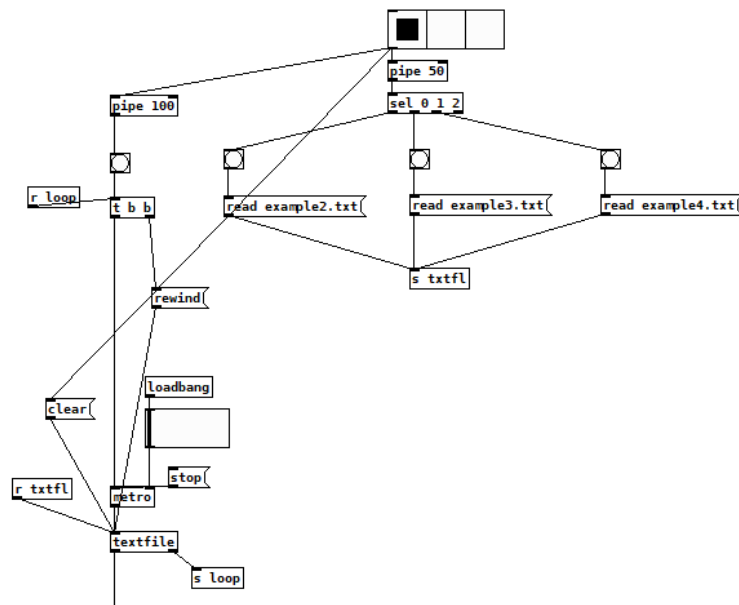 pipe 50
pipe 100
sel 0 1 2
r loop
t b b
read example2.txt
read example3.txt
read example4.txt
s txtfl
rewind
loadbang
clear
stop
r txtfl
metro
textfile
s loop